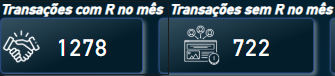 Transações com R no mês Transações sem R no mês
1278 722